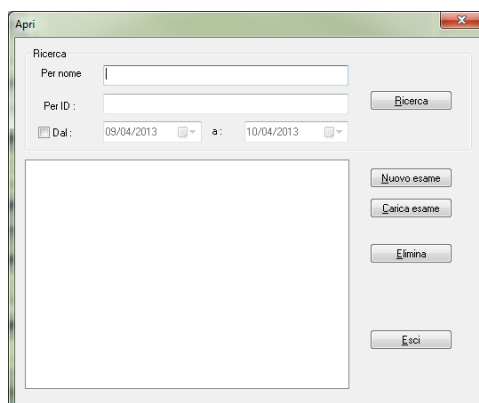 Apri
Ricerca
Per nome
Per ID :
Ricerca
Dal : 09/04/2013 a : 10/04/2013
Nuovo esame
Carica esame
Elimina
Esci